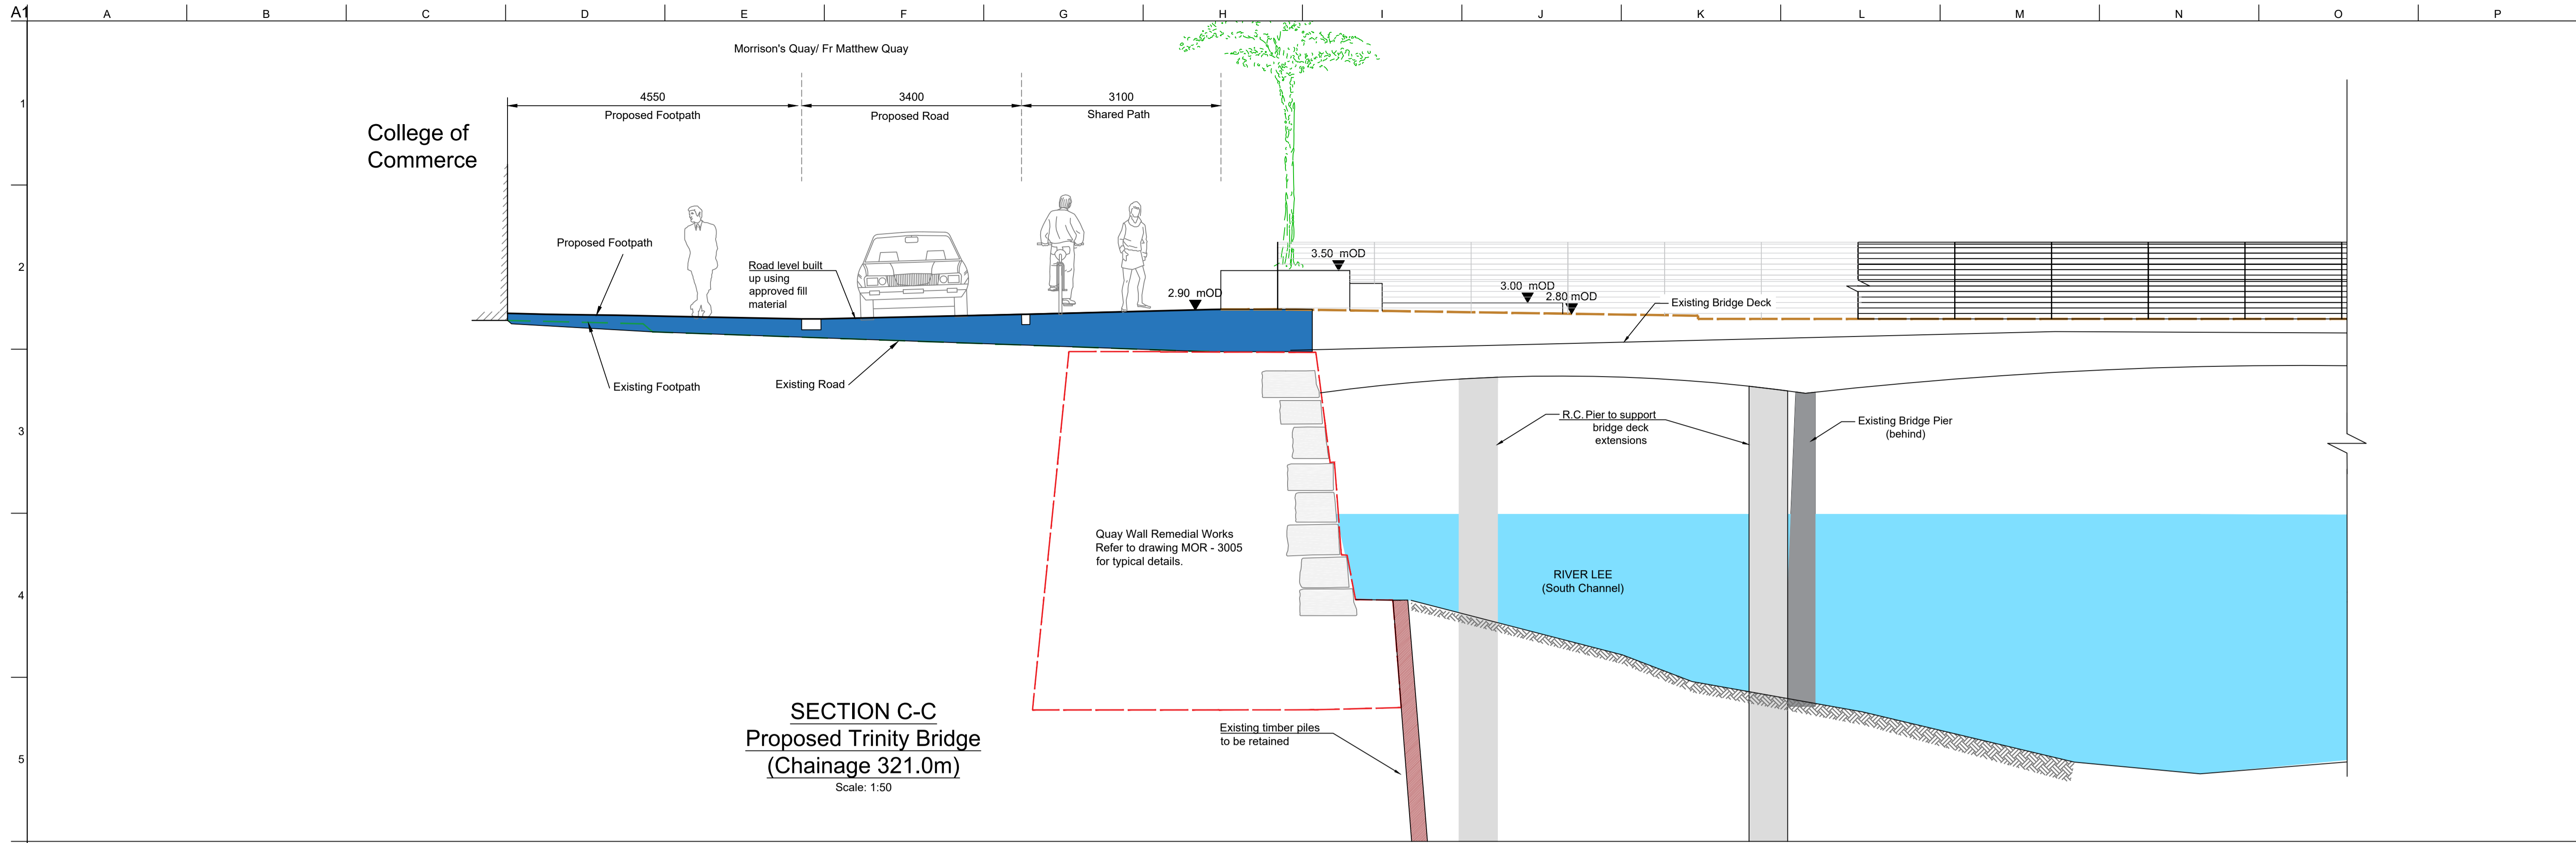 A1
A B C D E F G H I J K L M N O P
1
2
3
4
5
Morrison's Quay/ Fr Matthew Quay
4550
Proposed Footpath
3400
Proposed Road
3100
Shared Path
College of
Commerce
Proposed Footpath
Road level built
up using
approved fill
material
2.90 mOD
3.50 mOD
3.00 mOD
2.80 mOD
Existing Bridge Deck
Existing Footpath
Existing Road
R.C. Pier to support
bridge deck
extensions
Existing Bridge Pier
(behind)
Quay Wall Remedial Works
Refer to drawing MOR - 3005
for typical details.
RIVER LEE
(South Channel)
SECTION C-C
Proposed Trinity Bridge
(Chainage 321.0m)
Scale: 1:50
Existing timber piles
to be retained